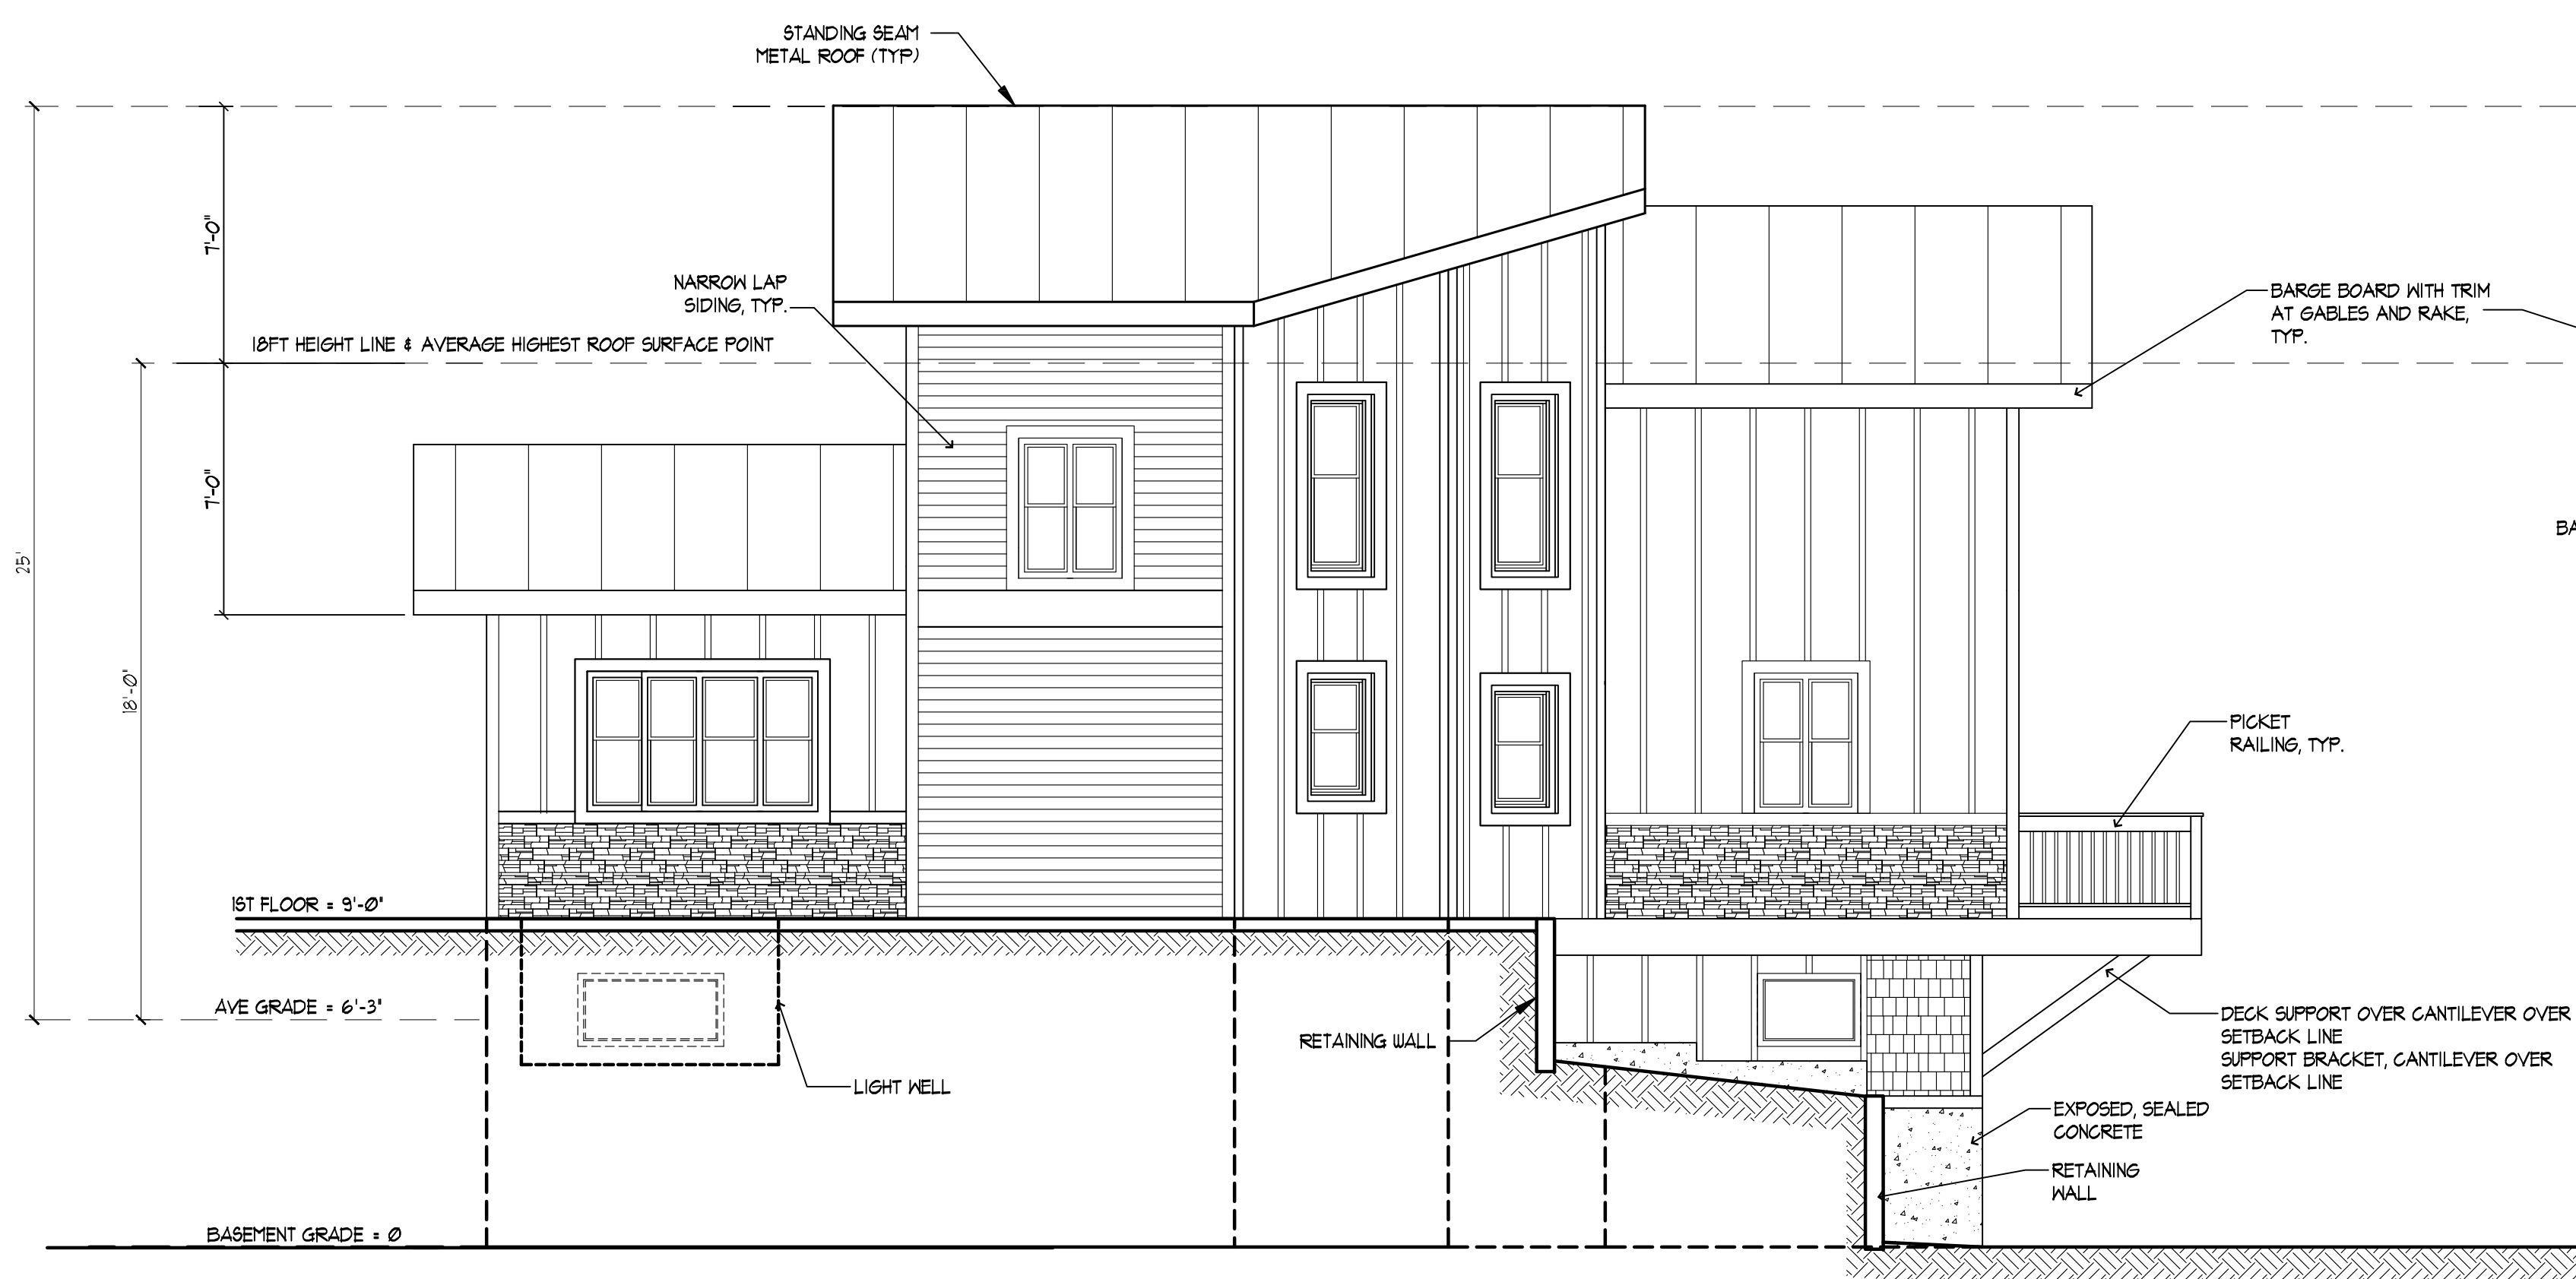 STANDING SEAM
METAL ROOF (TYP)
7'-0"
NARROW LAP
SIDING, TYP.
BARGE BOARD WITH TRIM
AT GABLES AND RAKE,
TYP.
18FT HEIGHT LINE & AVERAGE HIGHEST ROOF SURFACE POINT
7'-0"
BA
25'
18'-0"
PICKET
RAILING, TYP.
1ST FLOOR = 9'-0"
AVE GRADE = 6'-3"
RETAINING WALL
LIGHT WELL
DECK SUPPORT OVER CANTILEVER OVER
SETBACK LINE
SUPPORT BRACKET, CANTILEVER OVER
SETBACK LINE
EXPOSED, SEALED
CONCRETE
RETAINING
WALL
BASEMENT GRADE = 0